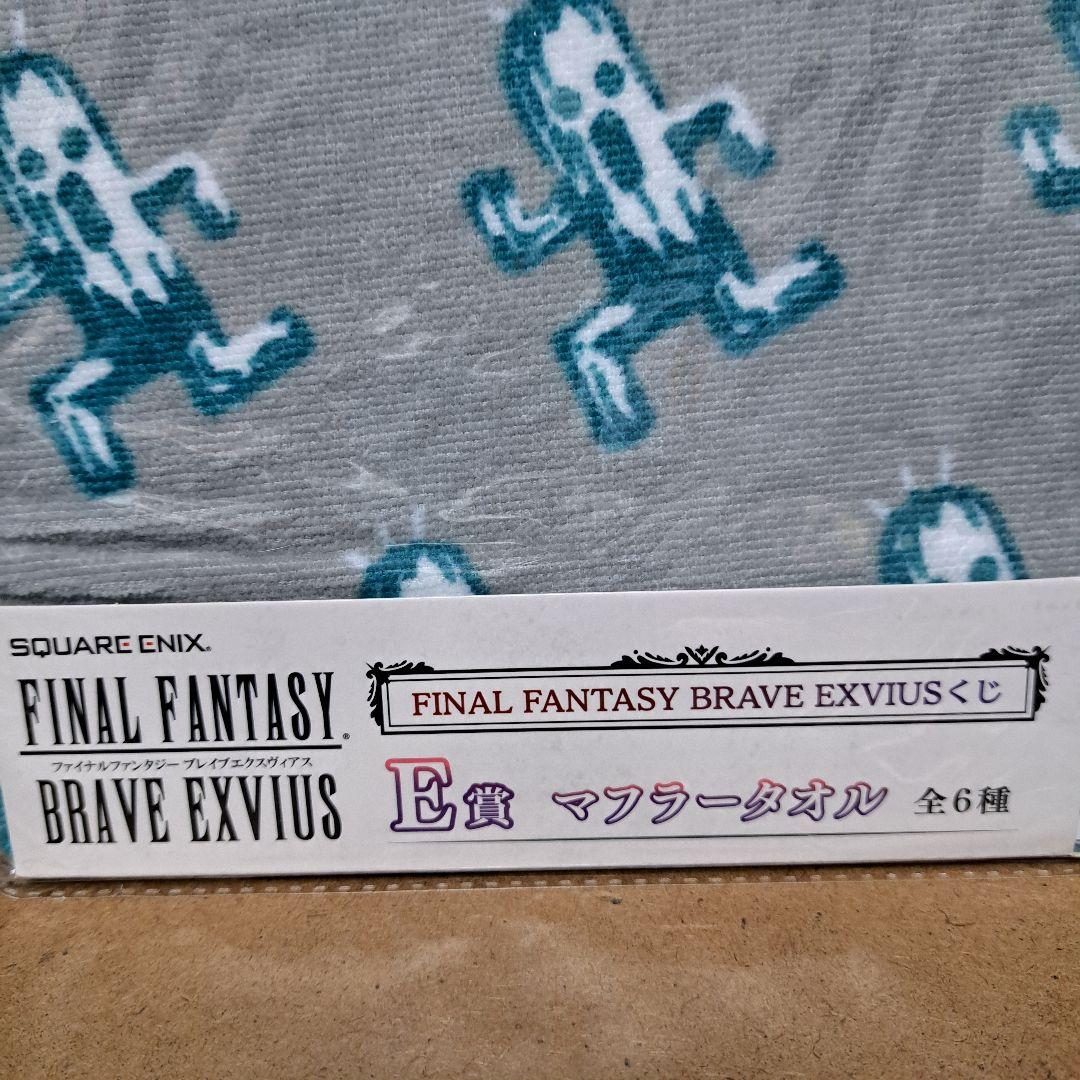 SQUARE ENIX®
FINAL FANTASY®
ファイナルファンタジー ブレイブエクスヴィアス
BRAVE EXVIUS
FINAL FANTASY BRAVE EXVIUSくじ
E賞 マフラータオル 全6種